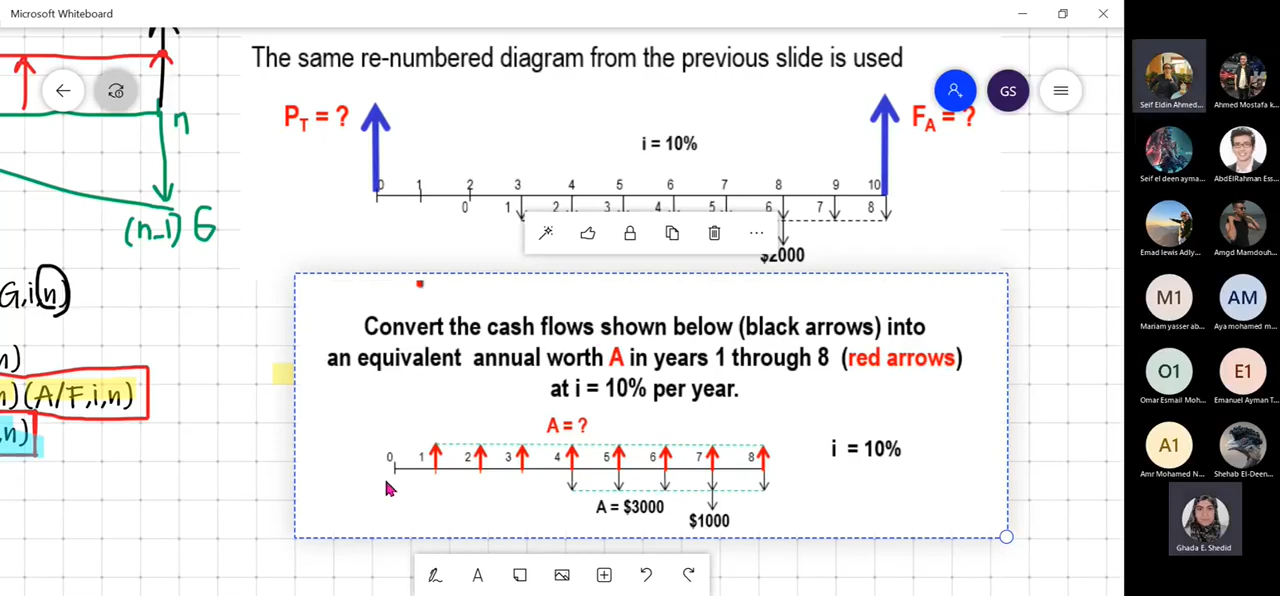 Microsoft Whiteboard
The same re-numbered diagram from the previous slide is used
GS
P_T = ?
F_A = ?
i = 10%
n
0 1 2 3 4 5 6 7 8 9 10
0 1 2 3 4 5 6 7 8
$2000
(n-1) G
G,i,n)
n)
n)(A/F,i,n)
,n)
Convert the cash flows shown below (black arrows) into
an equivalent annual worth A in years 1 through 8 (red arrows)
at i = 10% per year.
A = ?
i = 10%
0 1 2 3 4 5 6 7 8
A = $3000
$1000
A
Seif Eldin Ahmed...
Ahmed Mostafa k...
Seif el deen ayma...
AbdElRahman Ess...
Emad lewis Adly...
Amgd Mamdouh...
M1
AM
Mariam yasser ab...
Aya mohamed m...
O1
E1
Omar Esmail Moh...
Emanuel Ayman T...
A1
Amr Mohamed N...
Shehab El-Deen...
Ghada E. Shedid